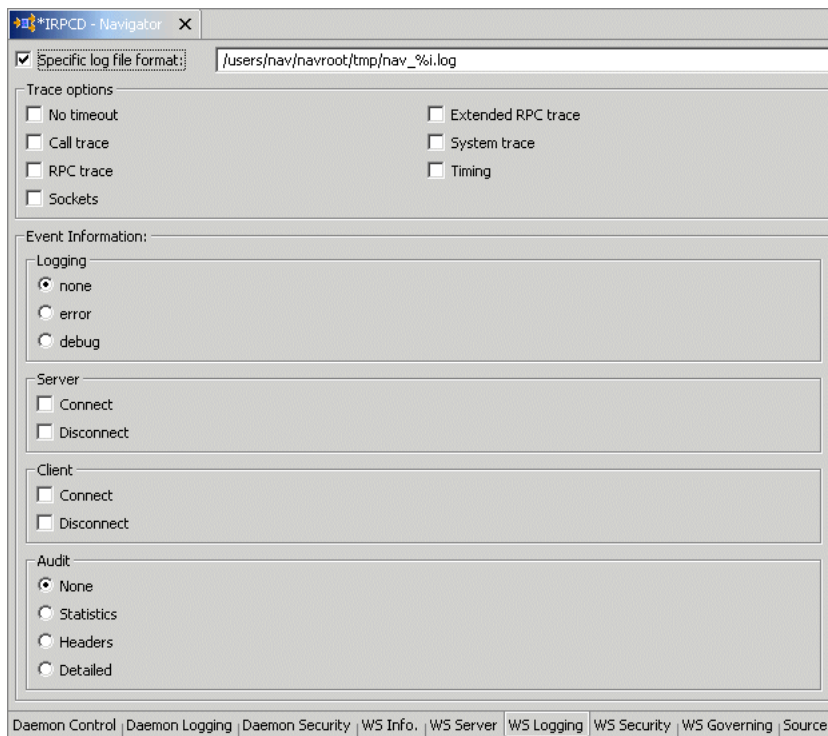 *IRPCD - Navigator X
Specific log file format: /users/nav/navroot/tmp/nav_%i.log
Trace options
No timeout Extended RPC trace
Call trace System trace
RPC trace Timing
Sockets
Event Information:
Logging
none
error
debug
Server
Connect
Disconnect
Client
Connect
Disconnect
Audit
None
Statistics
Headers
Detailed
Daemon Control Daemon Logging Daemon Security WS Info. WS Server WS Logging WS Security WS Governing Source